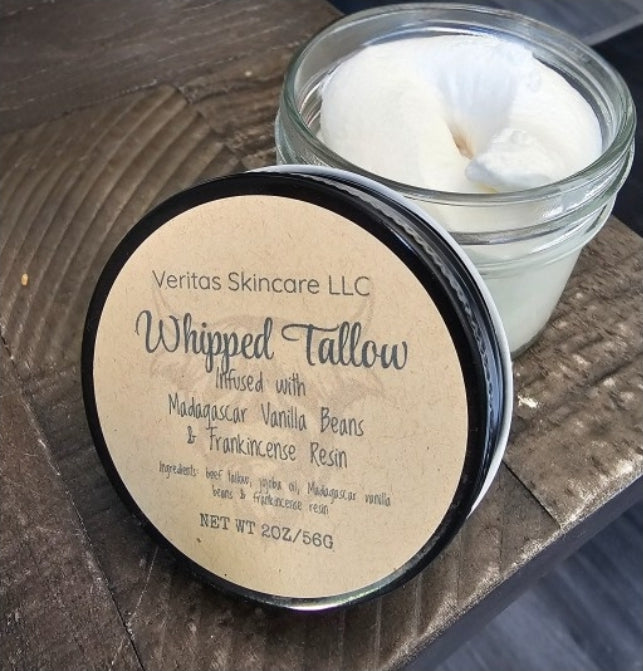 Veritas Skincare LLC
Whipped Tallow
Infused with
Madagascar Vanilla Beans
& Frankincense Resin
Ingredients: beef tallow, jojoba oil, Madagascar vanilla
beans & frankincense resin
NET WT 2OZ/56G